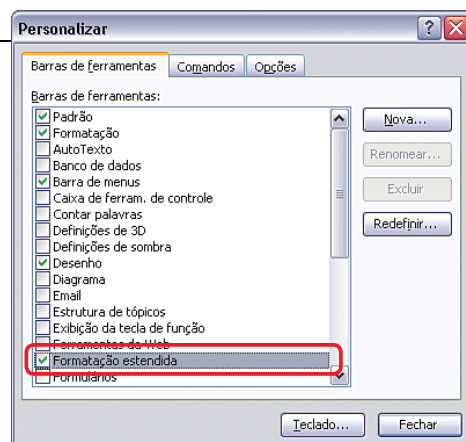 Personalizar
Barras de ferramentas Comandos Opções
Barras de ferramentas:
Padrão
Formatação
AutoTexto
Banco de dados
Barra de menus
Caixa de ferram. de controle
Contar palavras
Definições de 3D
Definições de sombra
Desenho
Diagrama
Email
Estrutura de tópicos
Exibição da tecla de função
Ferramentas da Web
Formatação estendida
Formulários
Nova...
Renomear...
Excluir
Redefinir...
Teclado... Fechar